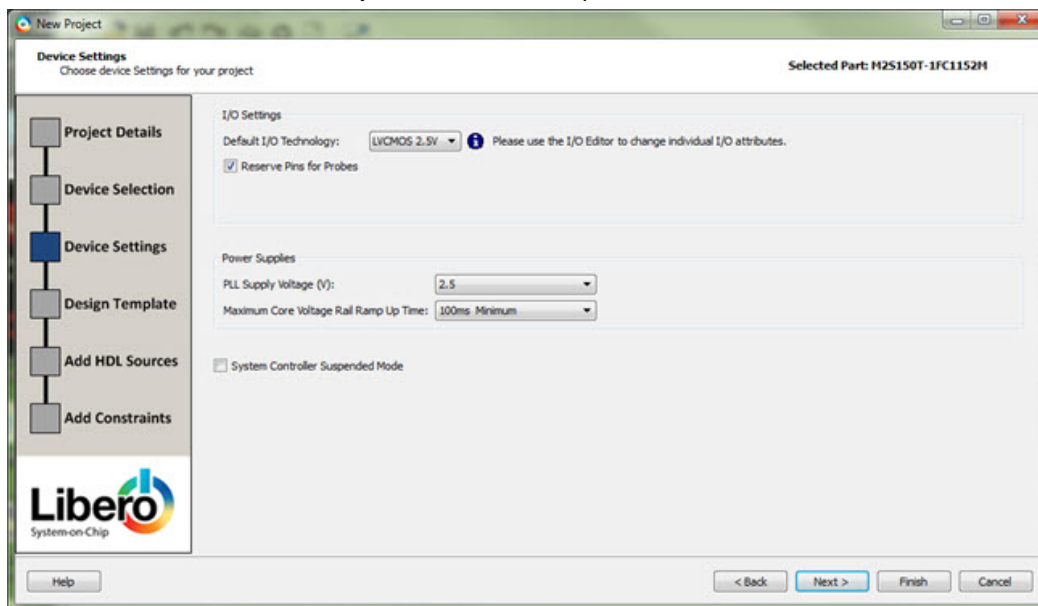 New Project
Device Settings
Choose device Settings for your project
Selected Part: M2S150T-1FC1152M
Project Details
Device Selection
Device Settings
Design Template
Add HDL Sources
Add Constraints
Libero
System-on-Chip
I/O Settings
Default I/O Technology: LVCMOS 2.5V Please use the I/O Editor to change individual I/O attributes.
Reserve Pins for Probes
Power Supplies
PLL Supply Voltage (V): 2.5
Maximum Core Voltage Rail Ramp Up Time: 100ms Minimum
System Controller Suspended Mode
Help
< Back Next > Finish Cancel